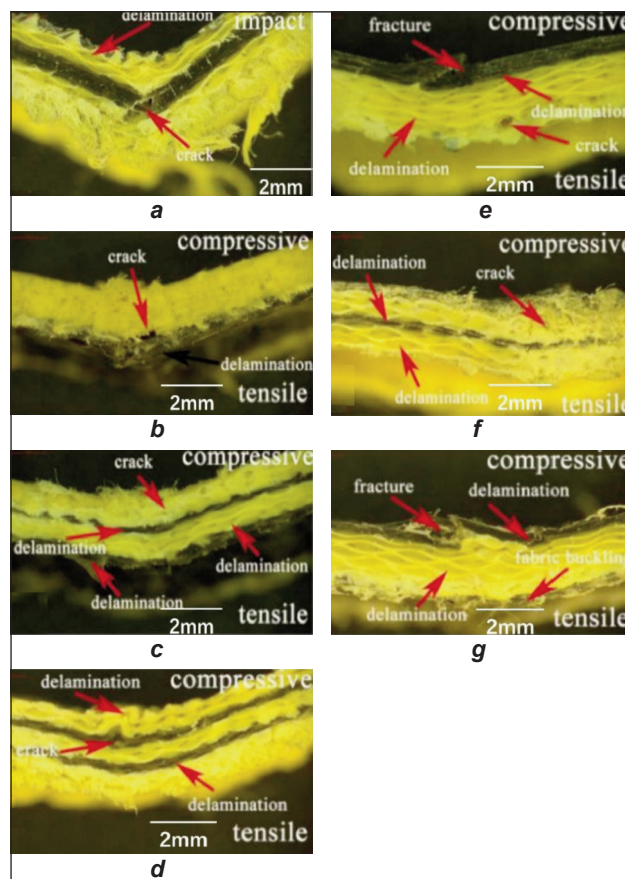 delamination
impact
crack
2mm
a
compressive
crack
delamination
2mm
tensile
b
crack
compressive
delamination
delamination
delamination
2mm
tensile
c
delamination
compressive
crack
delamination
2mm
tensile
d
compressive
fracture
delamination
delamination
crack
2mm
tensile
e
compressive
delamination
crack
delamination
2mm
tensile
f
compressive
fracture
delamination
fabric buckling
delamination
2mm
tensile
g